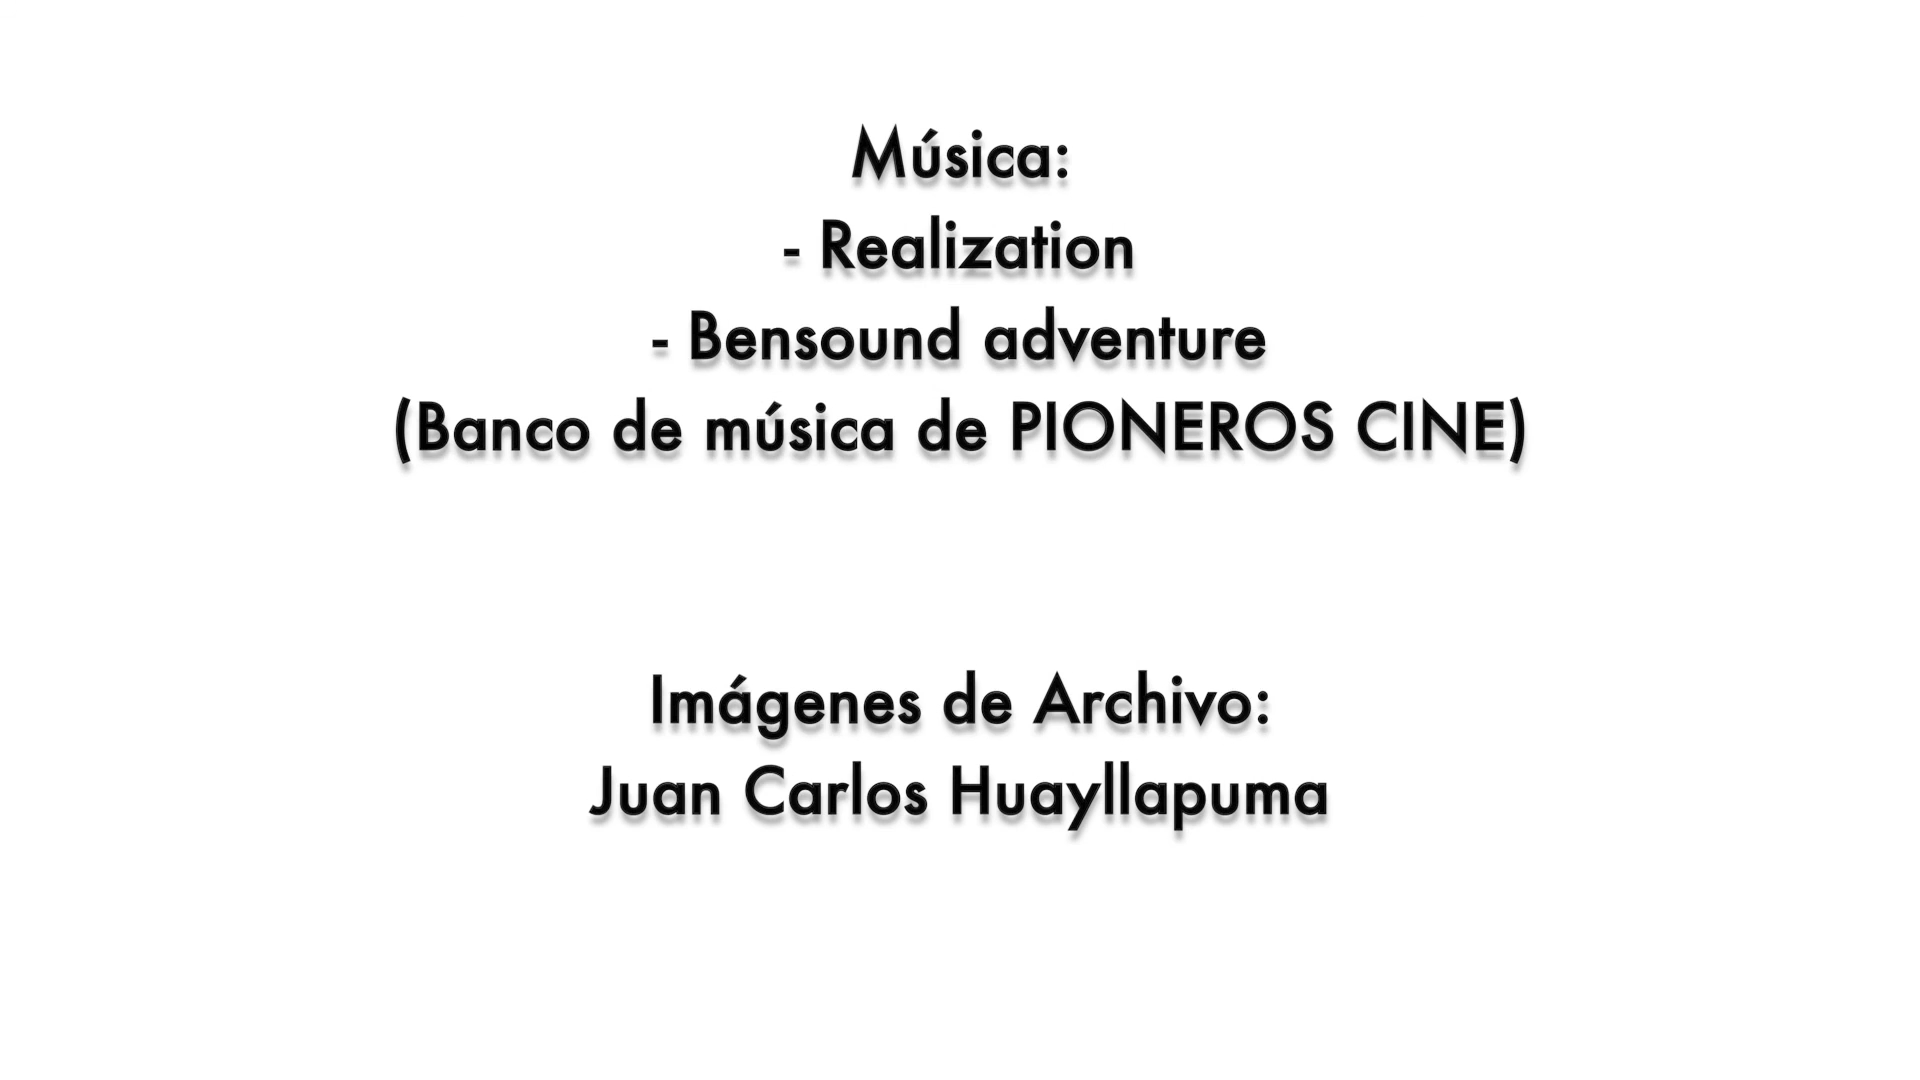 Música:
- Realization
- Bensound adventure
(Banco de música de PIONEROS CINE)
Imágenes de Archivo:
Juan Carlos Huayllapuma